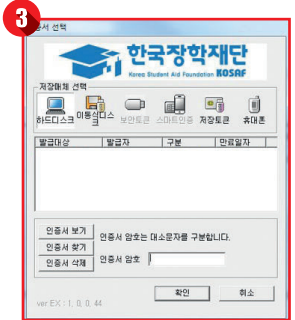 3
증서 선택
한국장학재단
Korea Student Aid Foundation KOSAF
저장매체 선택
하드디스크 이동식디스크 보안토큰 스마트인증 저장토큰 휴대폰
발급대상 발급자 구분 만료일자
인증서 보기
인증서 찾기
인증서 삭제
인증서 암호는 대소문자를 구분합니다.
인증서 암호
확인 취소
ver EX : 1, 0, 0, 44